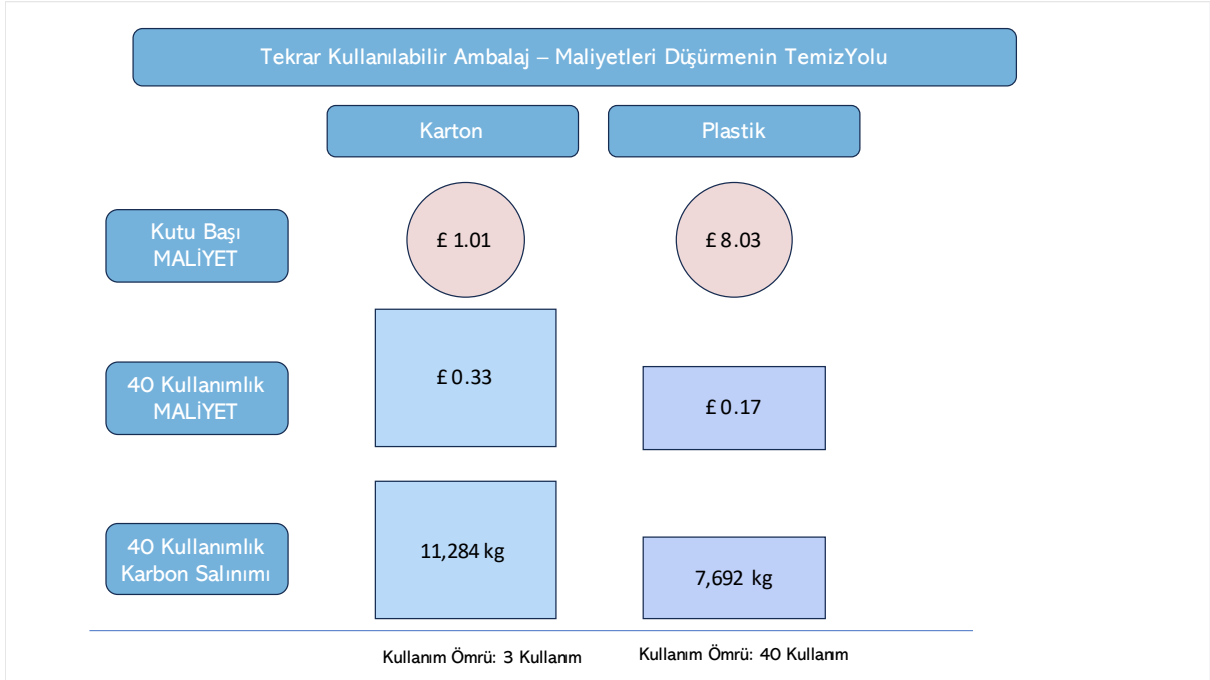 Tekrar Kullanılabilir Ambalaj – Maliyetleri Düşürmenin TemizYolu
Karton
Plastik
Kutu Başı
MALİYET
£ 1.01
£ 8.03
40 Kullanımlık
MALİYET
£ 0.33
£ 0.17
40 Kullanımlık
Karbon Salınımı
11,284 kg
7,692 kg
Kullanım Ömrü: 3 Kullanım
Kullanım Ömrü: 40 Kullanım